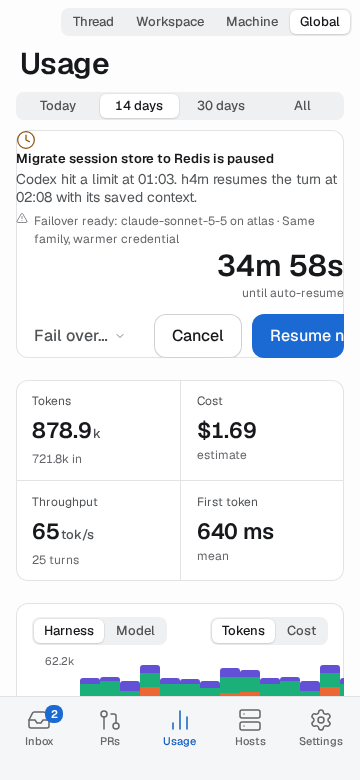 Thread Workspace Machine Global
Usage
Today 14 days 30 days All
Migrate session store to Redis is paused
Codex hit a limit at 01:03. h4m resumes the turn at
02:08 with its saved context.
Failover ready: claude-sonnet-5-5 on atlas · Same
family, warmer credential
34m 58s
until auto-resume
Fail over... Cancel Resume n
Tokens Cost
878.9k $1.69
721.8k in estimate
Throughput First token
65 tok/s 640 ms
25 turns mean
Harness Model Tokens Cost
62.2k
2
Inbox PRs Usage Hosts Settings